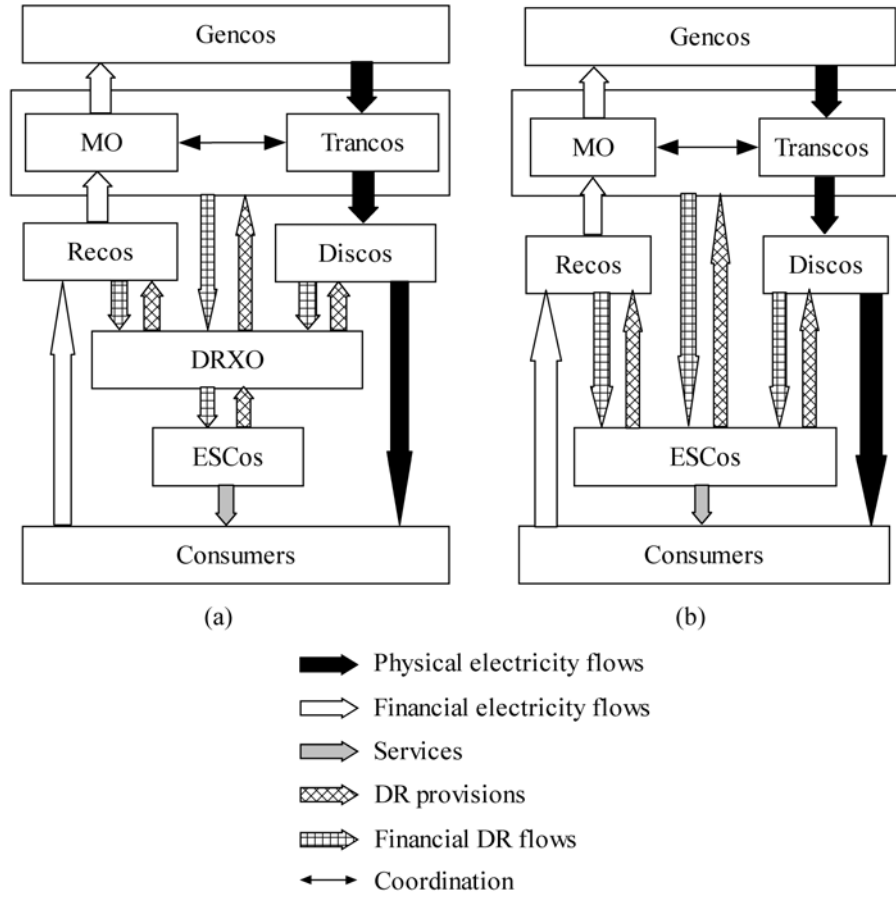 Gencos
MO
Trancos
Recos
Discos
DRXO
ESCos
Consumers
(a)
Gencos
MO
Transcos
Recos
Discos
ESCos
Consumers
(b)
Physical electricity flows
Financial electricity flows
Services
DR provisions
Financial DR flows
Coordination